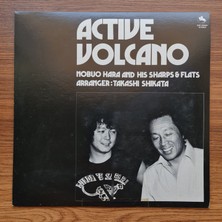 ACTIVE
VOLCANO
NOBUO HARA AND HIS SHARPS & FLATS
ARRANGER : TAKASHI SHIKATA